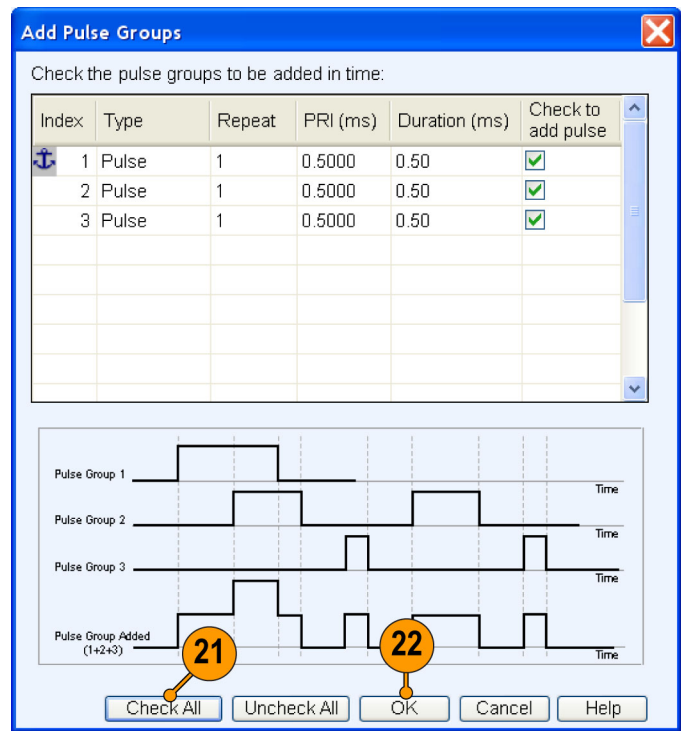 Add Pulse Groups
Check the pulse groups to be added in time:
Index Type Repeat PRI (ms) Duration (ms) Check to add pulse
1 Pulse 1 0.5000 0.50
2 Pulse 1 0.5000 0.50
3 Pulse 1 0.5000 0.50
Pulse Group 1
Time
Pulse Group 2
Time
Pulse Group 3
Time
Pulse Group Added
(1+2+3)
Time
21
22
Check All Uncheck All OK Cancel Help